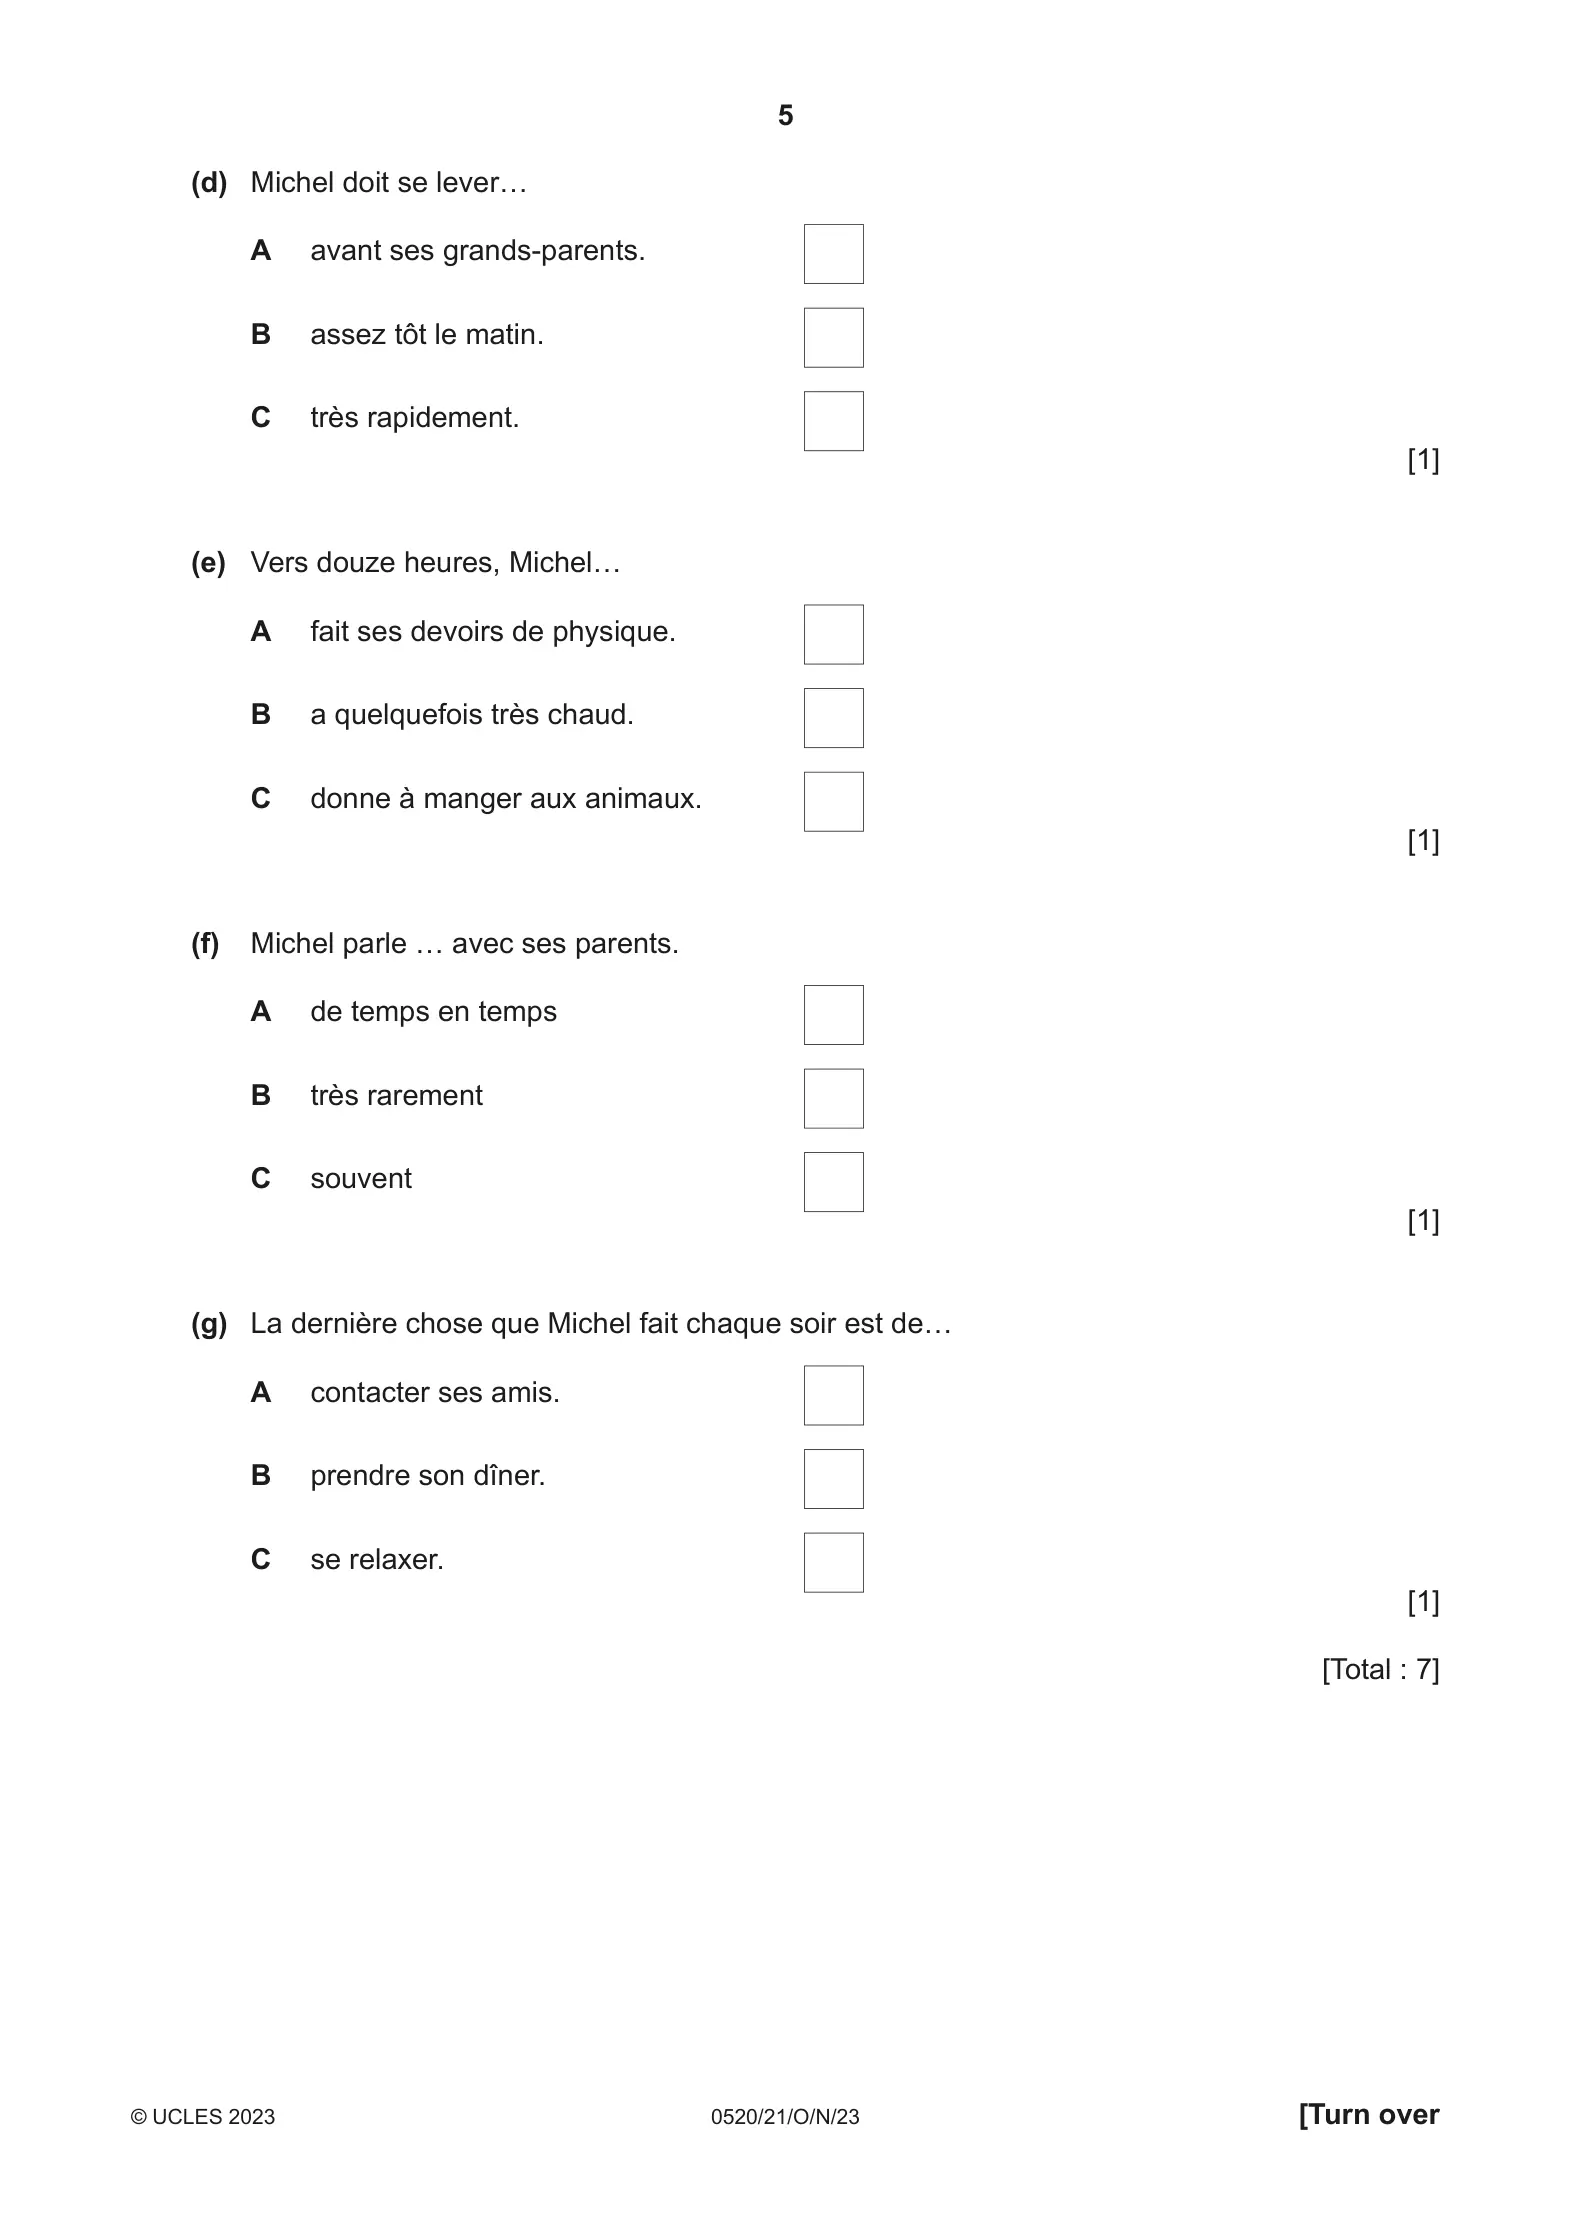 5
(d) Michel doit se lever…
A avant ses grands-parents.
B assez tôt le matin.
C très rapidement.
[1]
(e) Vers douze heures, Michel…
A fait ses devoirs de physique.
B a quelquefois très chaud.
C donne à manger aux animaux.
[1]
(f) Michel parle … avec ses parents.
A de temps en temps
B très rarement
C souvent
[1]
(g) La dernière chose que Michel fait chaque soir est de…
A contacter ses amis.
B prendre son dîner.
C se relaxer.
[1]
[Total : 7]
© UCLES 2023 0520/21/O/N/23 [Turn over